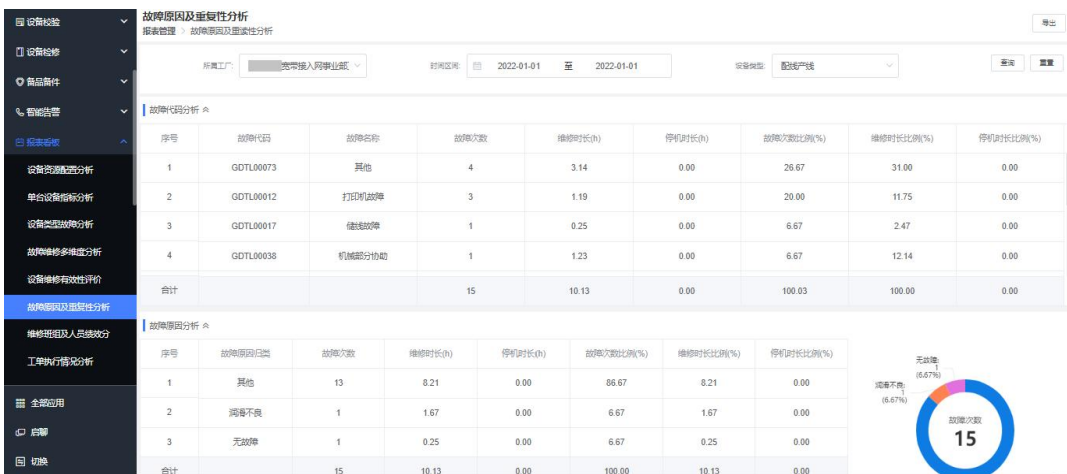 设备检验
设备检修
备品备件
智能告警
报表看板
设备资源配置分析
单台设备指标分析
设备类型故障分析
故障维修多维度分析
设备维修有效性评价
故障原因及重复性分析
维修班组及人员绩效分
工单执行情况分析
全部应用
启聊
切换
故障原因及重复性分析
报表管理 > 故障原因及重复性分析
导出
所属工厂: 宽带接入网事业部
时间区间: 2022-01-01 至 2022-01-01
设备类型: 配线产线
查询 重置
故障代码分析
序号 故障代码 故障名称 故障次数 维修时长(h) 停机时长(h) 故障次数比例(%) 维修时长比例(%) 停机时长比例(%)
1 GDTL00073 其他 4 3.14 0.00 26.67 31.00 0.00
2 GDTL00012 打印机故障 3 1.19 0.00 20.00 11.75 0.00
3 GDTL00017 储线故障 1 0.25 0.00 6.67 2.47 0.00
4 GDTL00038 机械部分协助 1 1.23 0.00 6.67 12.14 0.00
合计 15 10.13 0.00 100.03 100.00 0.00
故障原因分析
序号 故障原因归类 故障次数 维修时长(h) 停机时长(h) 故障次数比例(%) 维修时长比例(%) 停机时长比例(%)
1 其他 13 8.21 0.00 86.67 8.21 0.00
2 润滑不良 1 1.67 0.00 6.67 1.67 0.00
3 无故障 1 0.25 0.00 6.67 0.25 0.00
合计 15 10.13 0.00 100.00 10.13 0.00
无故障:
1
(6.67%)
润滑不良:
1
(6.67%)
故障次数
15